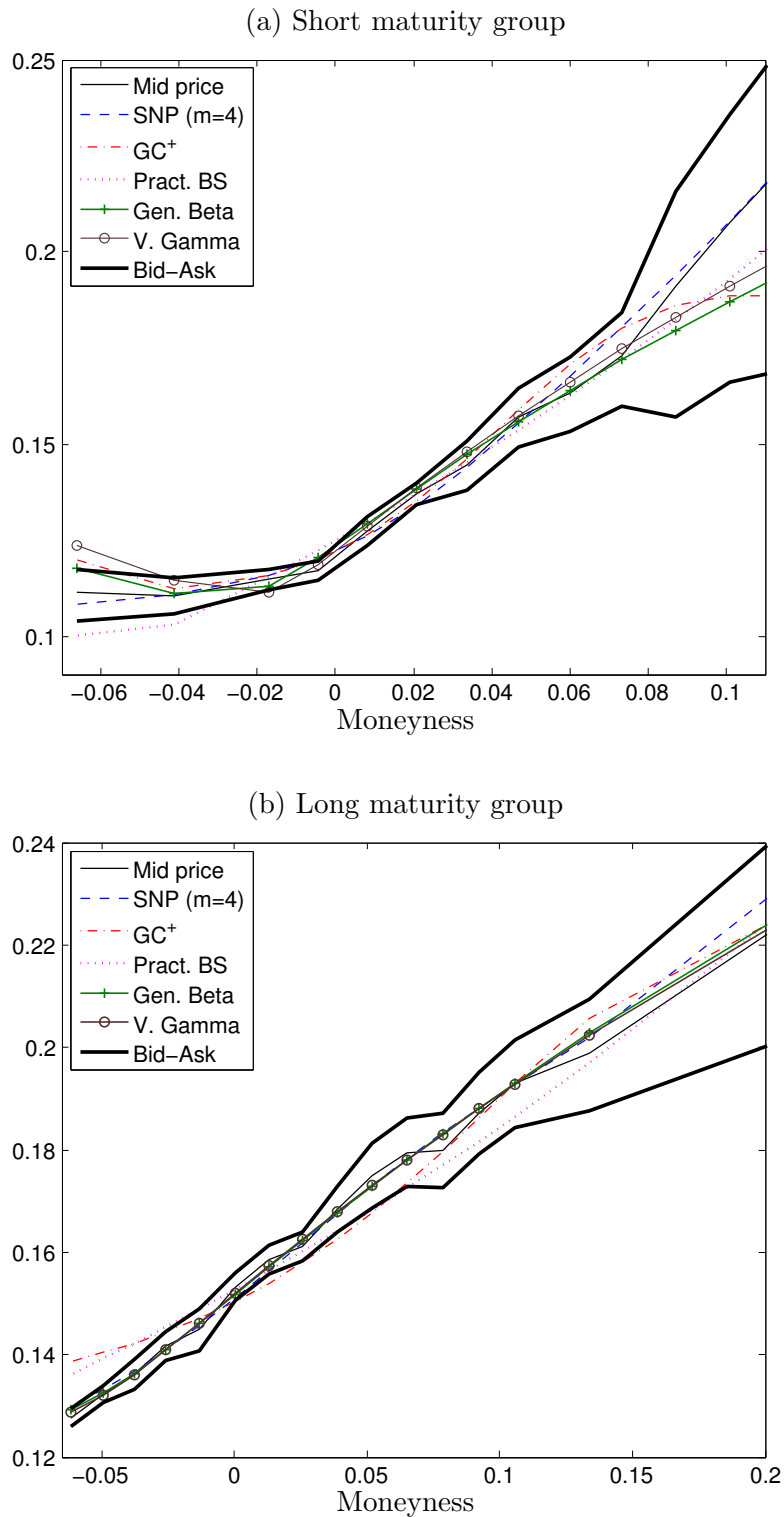 (a) Short maturity group
0.25
0.2
0.15
0.1
Mid price
SNP (m=4)
GC+
Pract. BS
Gen. Beta
V. Gamma
Bid−Ask
−0.06 −0.04 −0.02 0 0.02 0.04 0.06 0.08 0.1
Moneyness
(b) Long maturity group
0.24
0.22
0.2
0.18
0.16
0.14
0.12
Mid price
SNP (m=4)
GC+
Pract. BS
Gen. Beta
V. Gamma
Bid−Ask
−0.05 0 0.05 0.1 0.15 0.2
Moneyness